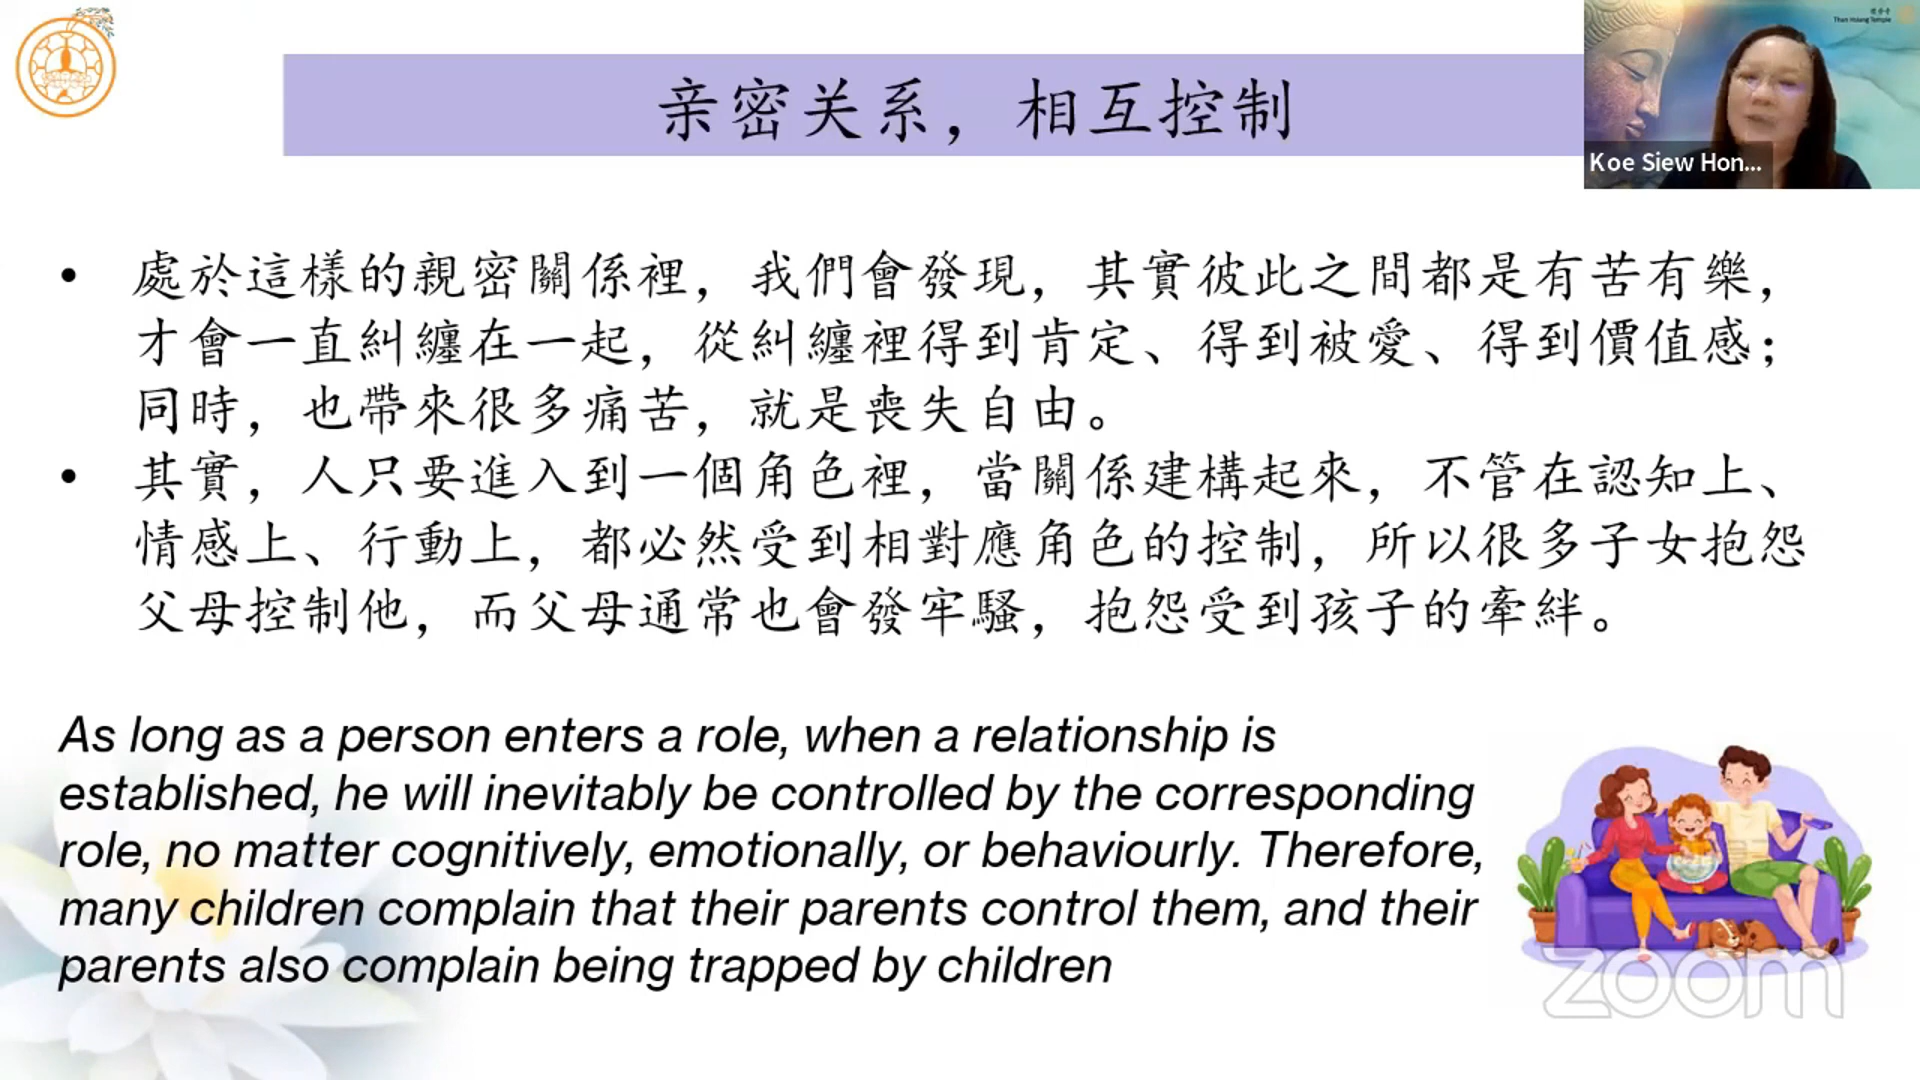 亲密关系，相互控制
Than Hsiang Temple
Koe Siew Hon...
• 處於這樣的親密關係裡，我們會發現，其實彼此之間都是有苦有樂，
才會一直糾纏在一起，從糾纏裡得到肯定、得到被愛、得到價值感；
同時，也帶來很多痛苦，就是喪失自由。
• 其實，人只要進入到一個角色裡，當關係建構起來，不管在認知上、
情感上、行動上，都必然受到相對應角色的控制，所以很多子女抱怨
父母控制他，而父母通常也會發牢騷，抱怨受到孩子的牽絆。
As long as a person enters a role, when a relationship is
established, he will inevitably be controlled by the corresponding
role, no matter cognitively, emotionally, or behaviourly. Therefore,
many children complain that their parents control them, and their
parents also complain being trapped by children
zoom